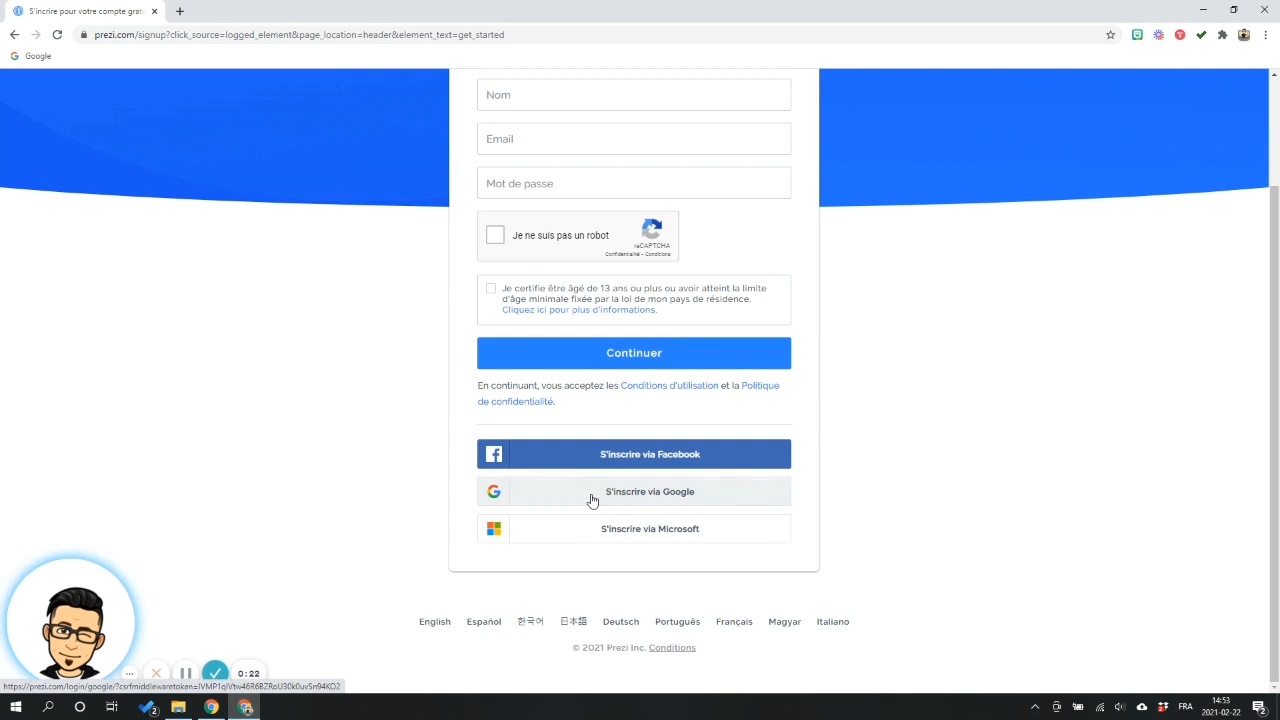 S'incrire pour votre compte grat
prezi.com/signup?click_source=logged_element&page_location=header&element_text=get_started
Google
Nom
Email
Mot de passe
Je ne suis pas un robot
reCAPTCHA
Confidentialité - Conditions
Je certifie être âgé de 13 ans ou plus ou avoir atteint la limite
d'âge minimale fixée par la loi de mon pays de résidence.
Cliquez ici pour plus d'informations.
Continuer
En continuant, vous acceptez les Conditions d'utilisation et la Politique
de confidentialité.
S'inscrire via Facebook
S'inscrire via Google
S'inscrire via Microsoft
English Español 한국어 日本語 Deutsch Português Français Magyar Italiano
© 2021 Prezi Inc. Conditions
0:22
2
FRA
14:53
2021-02-22
2